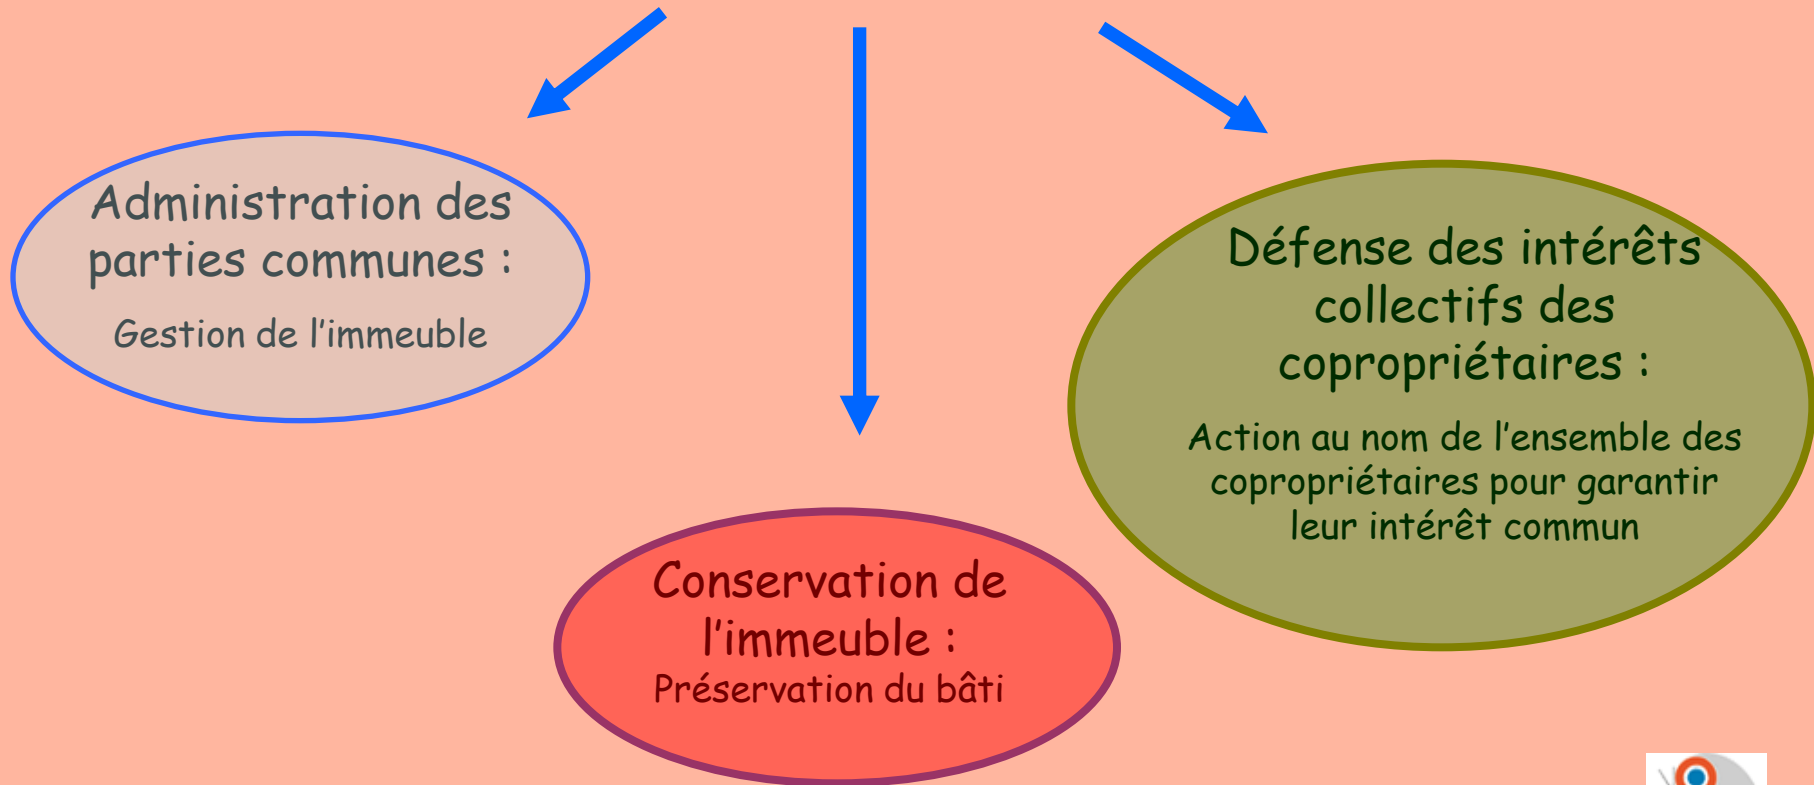 Administration des
parties communes :
Gestion de l'immeuble
Défense des intérêts
collectifs des
copropriétaires :
Action au nom de l'ensemble des
copropriétaires pour garantir
leur intérêt commun
Conservation de
l'immeuble :
Préservation du bâti